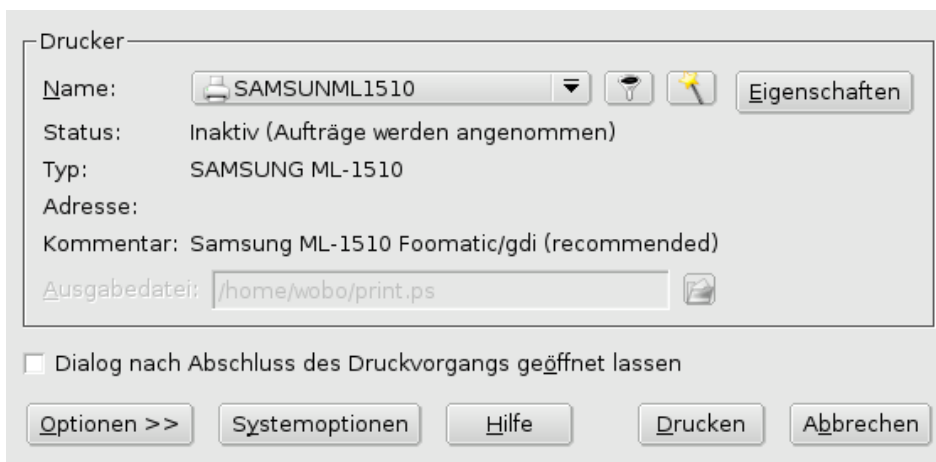 Drucker
Name: SAMSUNML1510 Eigenschaften
Status: Inaktiv (Aufträge werden angenommen)
Typ: SAMSUNG ML-1510
Adresse:
Kommentar: Samsung ML-1510 Foomatic/gdi (recommended)
Ausgabedatei: /home/wobo/print.ps
Dialog nach Abschluss des Druckvorgangs geöffnet lassen
Optionen >> Systemoptionen Hilfe Drucken Abbrechen